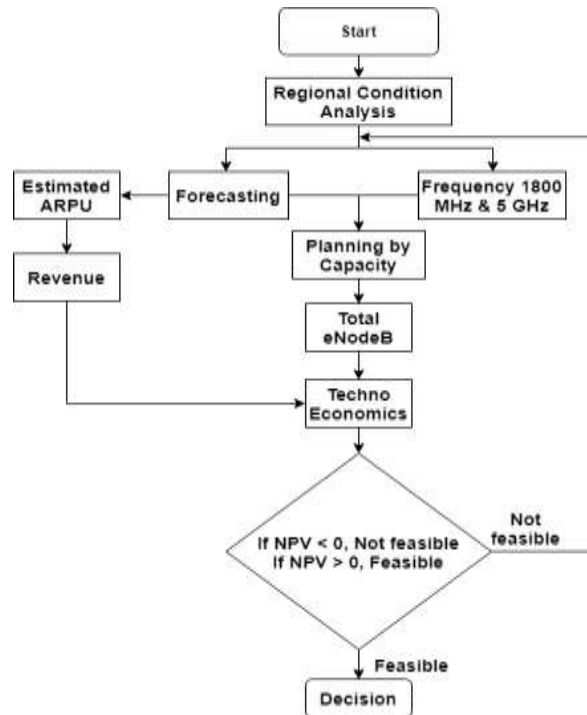 Start
Regional Condition
Analysis
Estimated
ARPU
Forecasting
Frequency 1800
MHz & 5 GHz
Planning by
Capacity
Revenue
Total
eNodeB
Techno
Economics
If NPV < 0, Not feasible
If NPV > 0, Feasible
Not
feasible
Feasible
Decision